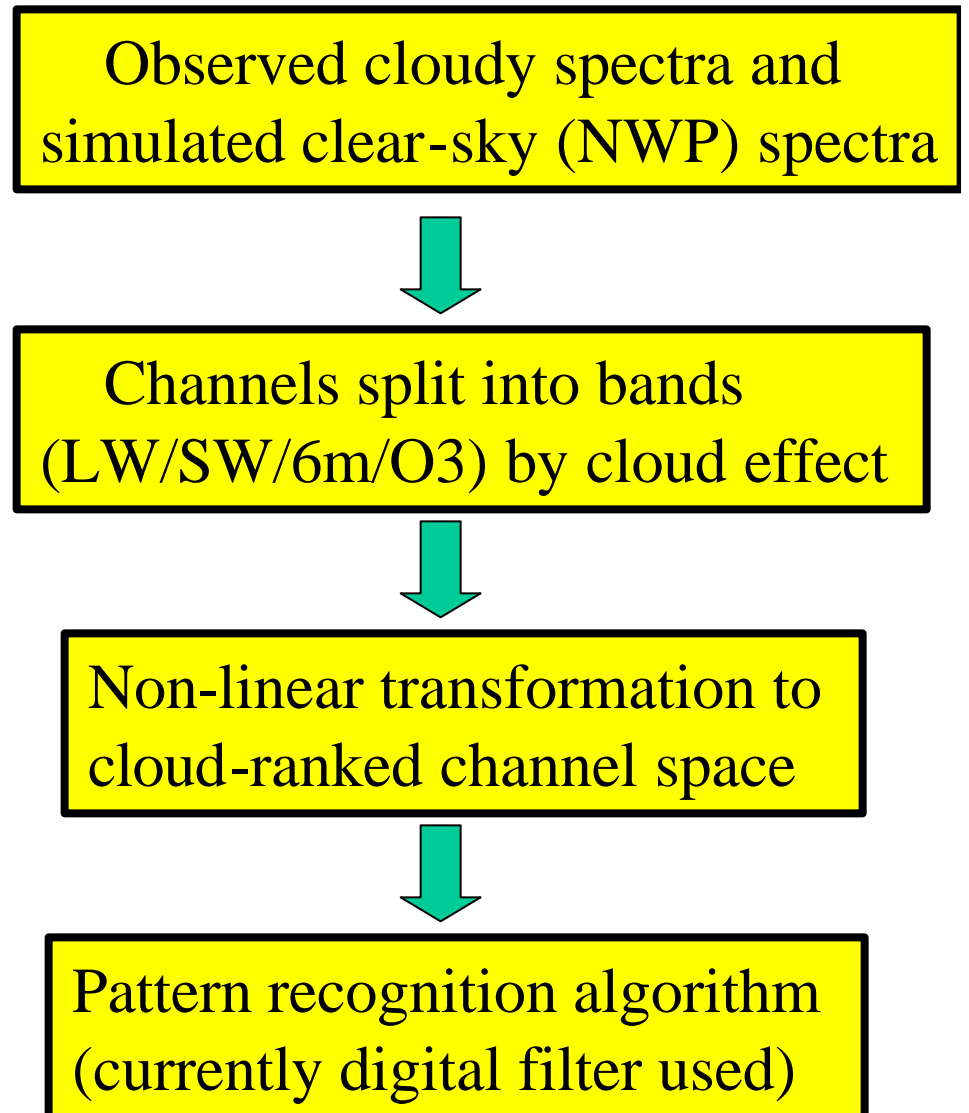 Observed cloudy spectra and
simulated clear-sky (NWP) spectra
Channels split into bands
(LW/SW/6m/O3) by cloud effect
Non-linear transformation to
cloud-ranked channel space
Pattern recognition algorithm
(currently digital filter used)